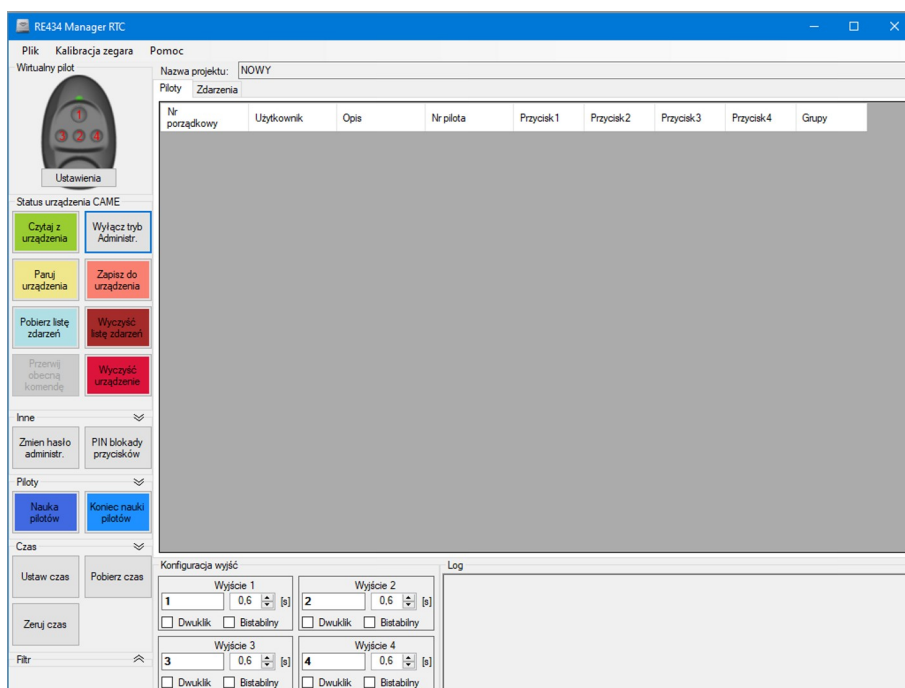 RE434 Manager RTC
Plik Kalibracja zegara Pomoc
Wirtualny pilot
1
3 2 4
Ustawienia
Status urządzenia CAME
Czytaj z
urządzenia
Wyłącz tryb
Administr.
Paruj
urządzenia
Zapisz do
urządzenia
Pobierz listę
zdarzeń
Wyczyść
listę zdarzeń
Przerwij
obecną
komendę
Wyczyść
urządzenie
Inne
Zmien hasło
administr.
PIN blokady
przycisków
Piloty
Nauka
pilotów
Koniec nauki
pilotów
Czas
Ustaw czas
Pobierz czas
Zeruj czas
Filtr
Nazwa projektu: NOWY
Piloty Zdarzenia
Nr
porządkowy
Użytkownik
Opis
Nr pilota
Przycisk1
Przycisk2
Przycisk3
Przycisk4
Grupy
Konfiguracja wyjść
Wyjście 1
1 0,6 [s]
Dwuklik Bistabilny
Wyjście 2
2 0,6 [s]
Dwuklik Bistabilny
Wyjście 3
3 0,6 [s]
Dwuklik Bistabilny
Wyjście 4
4 0,6 [s]
Dwuklik Bistabilny
Log